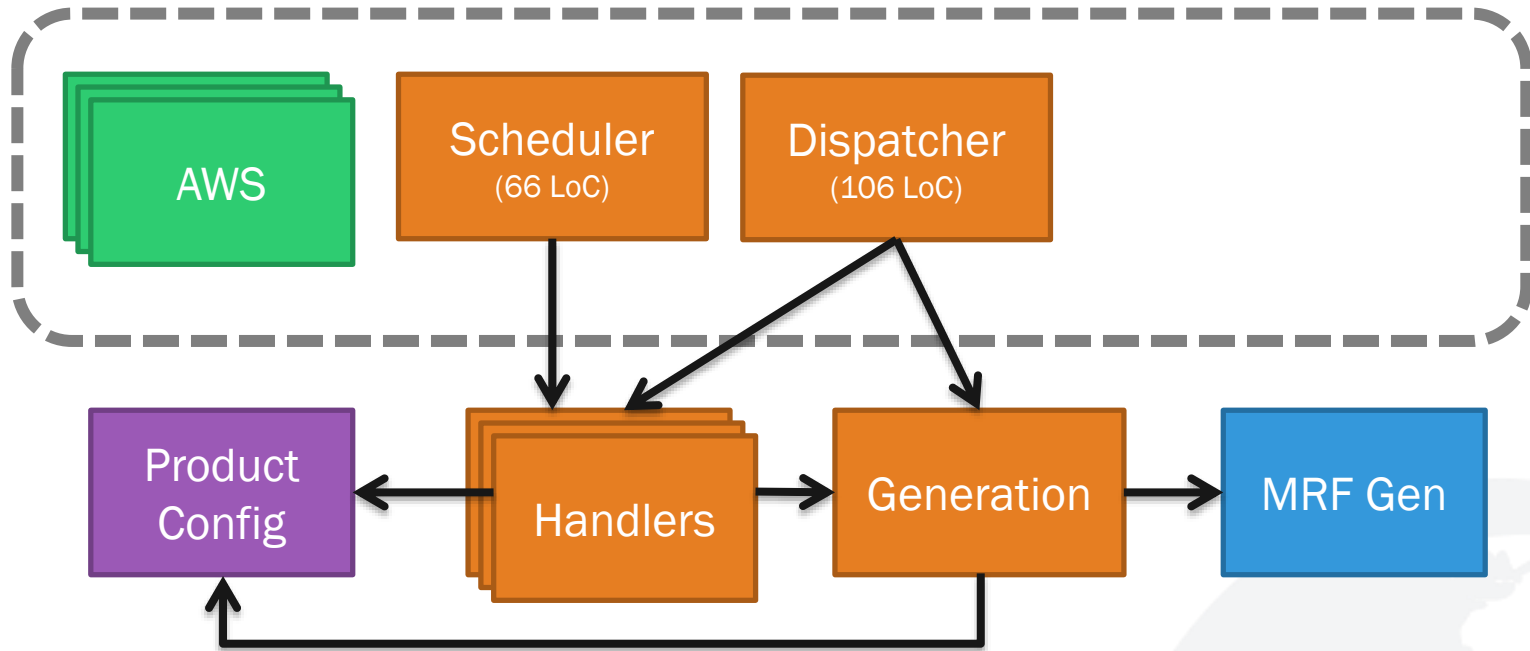 AWS
Scheduler
(66 LoC)
Dispatcher
(106 LoC)
Product
Config
Handlers
Generation
MRF Gen